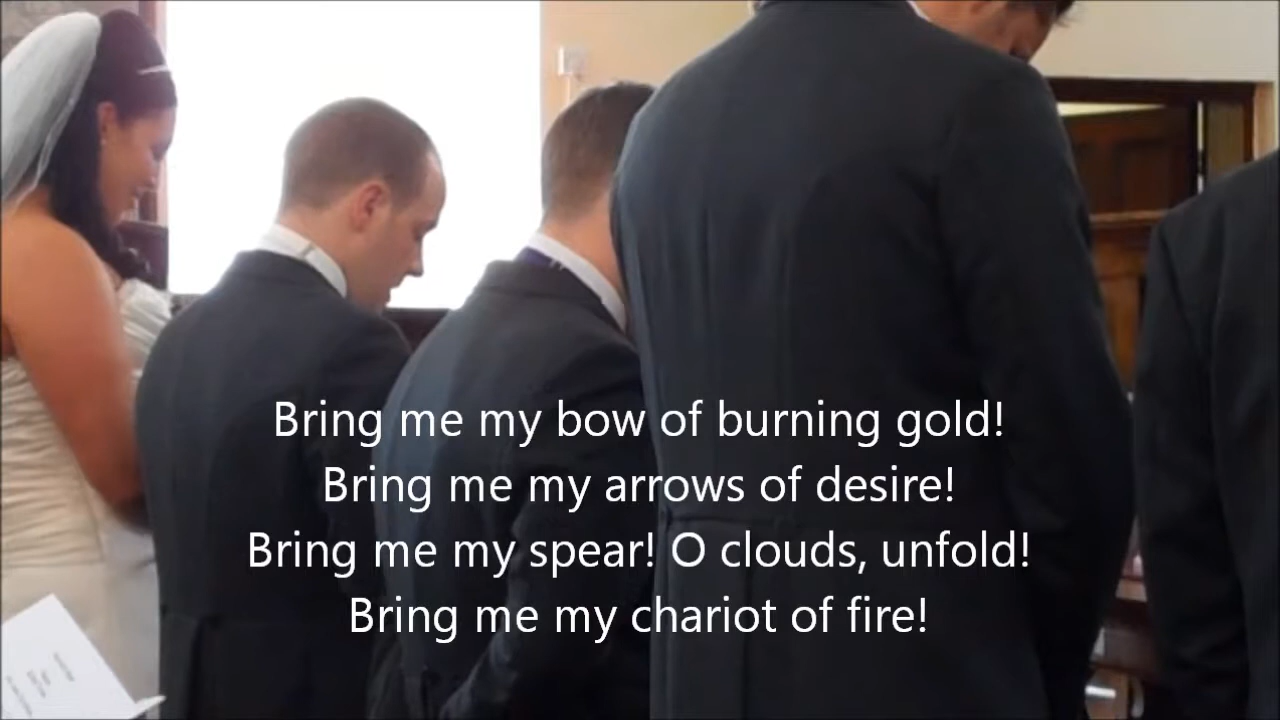 Bring me my bow of burning gold!
Bring me my arrows of desire!
Bring me my spear! O clouds, unfold!
Bring me my chariot of fire!